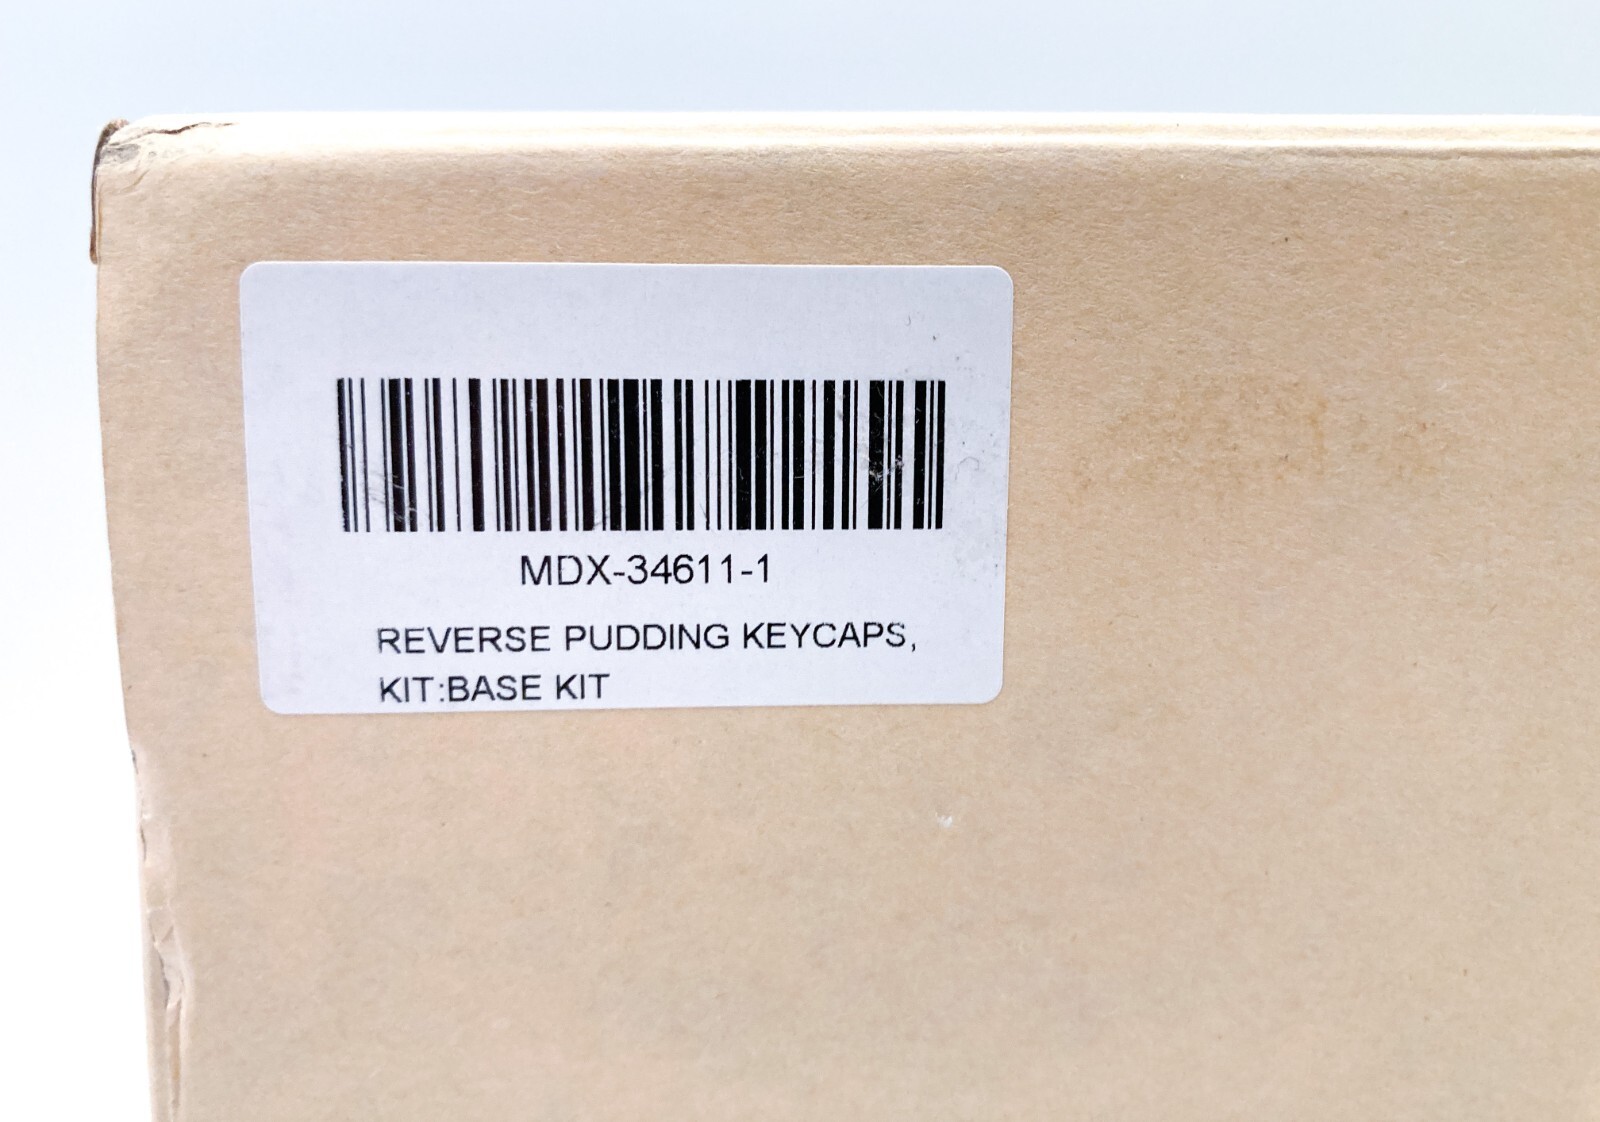 MDX-34611-1
REVERSE PUDDING KEYCAPS,
KIT:BASE KIT